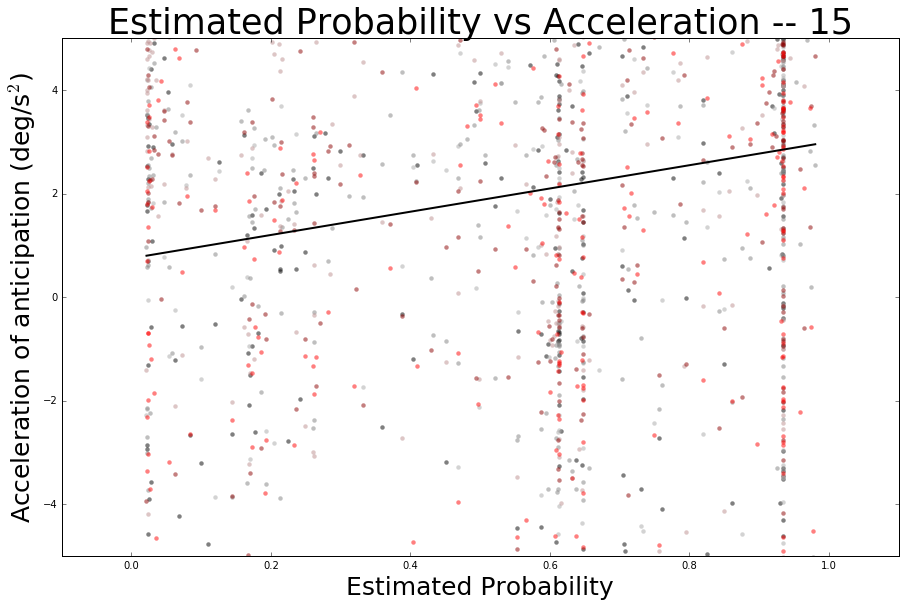 Estimated Probability vs Acceleration -- 15
Acceleration of anticipation (deg/s²)
4
2
0
−2
−4
0.0 0.2 0.4 0.6 0.8 1.0
Estimated Probability